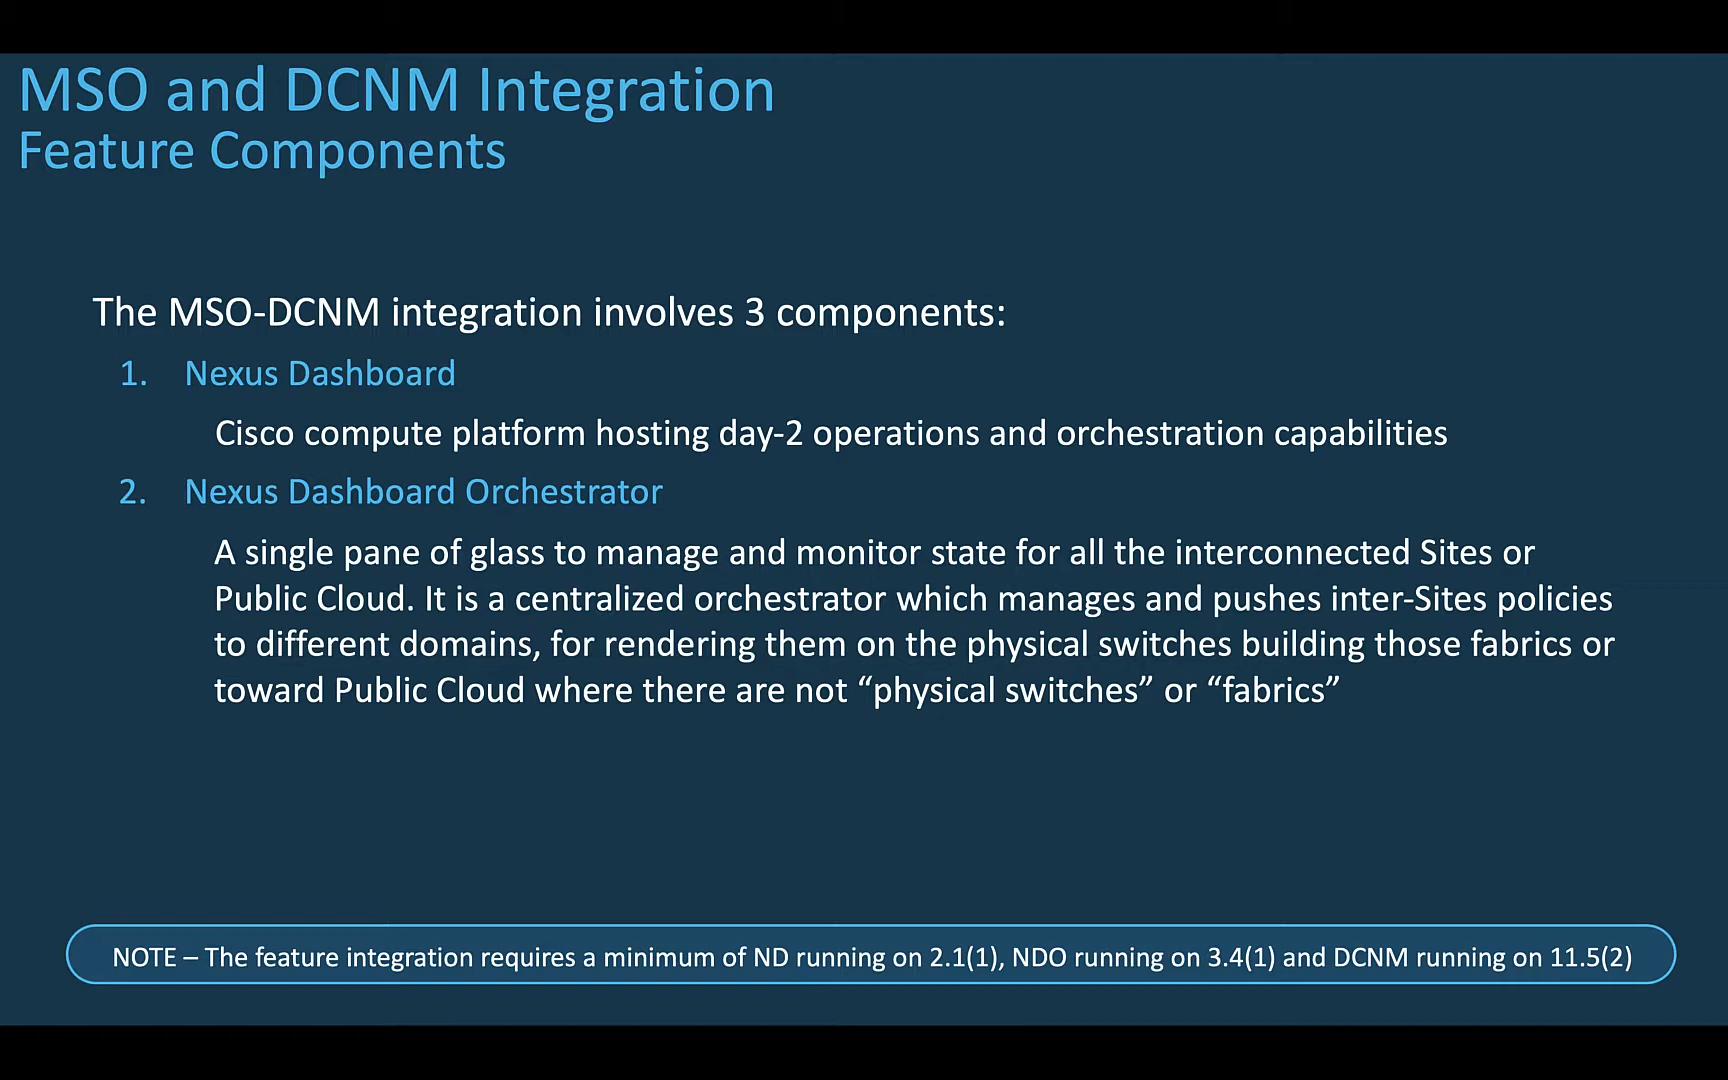 MSO and DCNM Integration
Feature Components
The MSO-DCNM integration involves 3 components:
1. Nexus Dashboard
Cisco compute platform hosting day-2 operations and orchestration capabilities
2. Nexus Dashboard Orchestrator
A single pane of glass to manage and monitor state for all the interconnected Sites or
Public Cloud. It is a centralized orchestrator which manages and pushes inter-Sites policies
to different domains, for rendering them on the physical switches building those fabrics or
toward Public Cloud where there are not “physical switches” or “fabrics”
NOTE – The feature integration requires a minimum of ND running on 2.1(1), NDO running on 3.4(1) and DCNM running on 11.5(2)